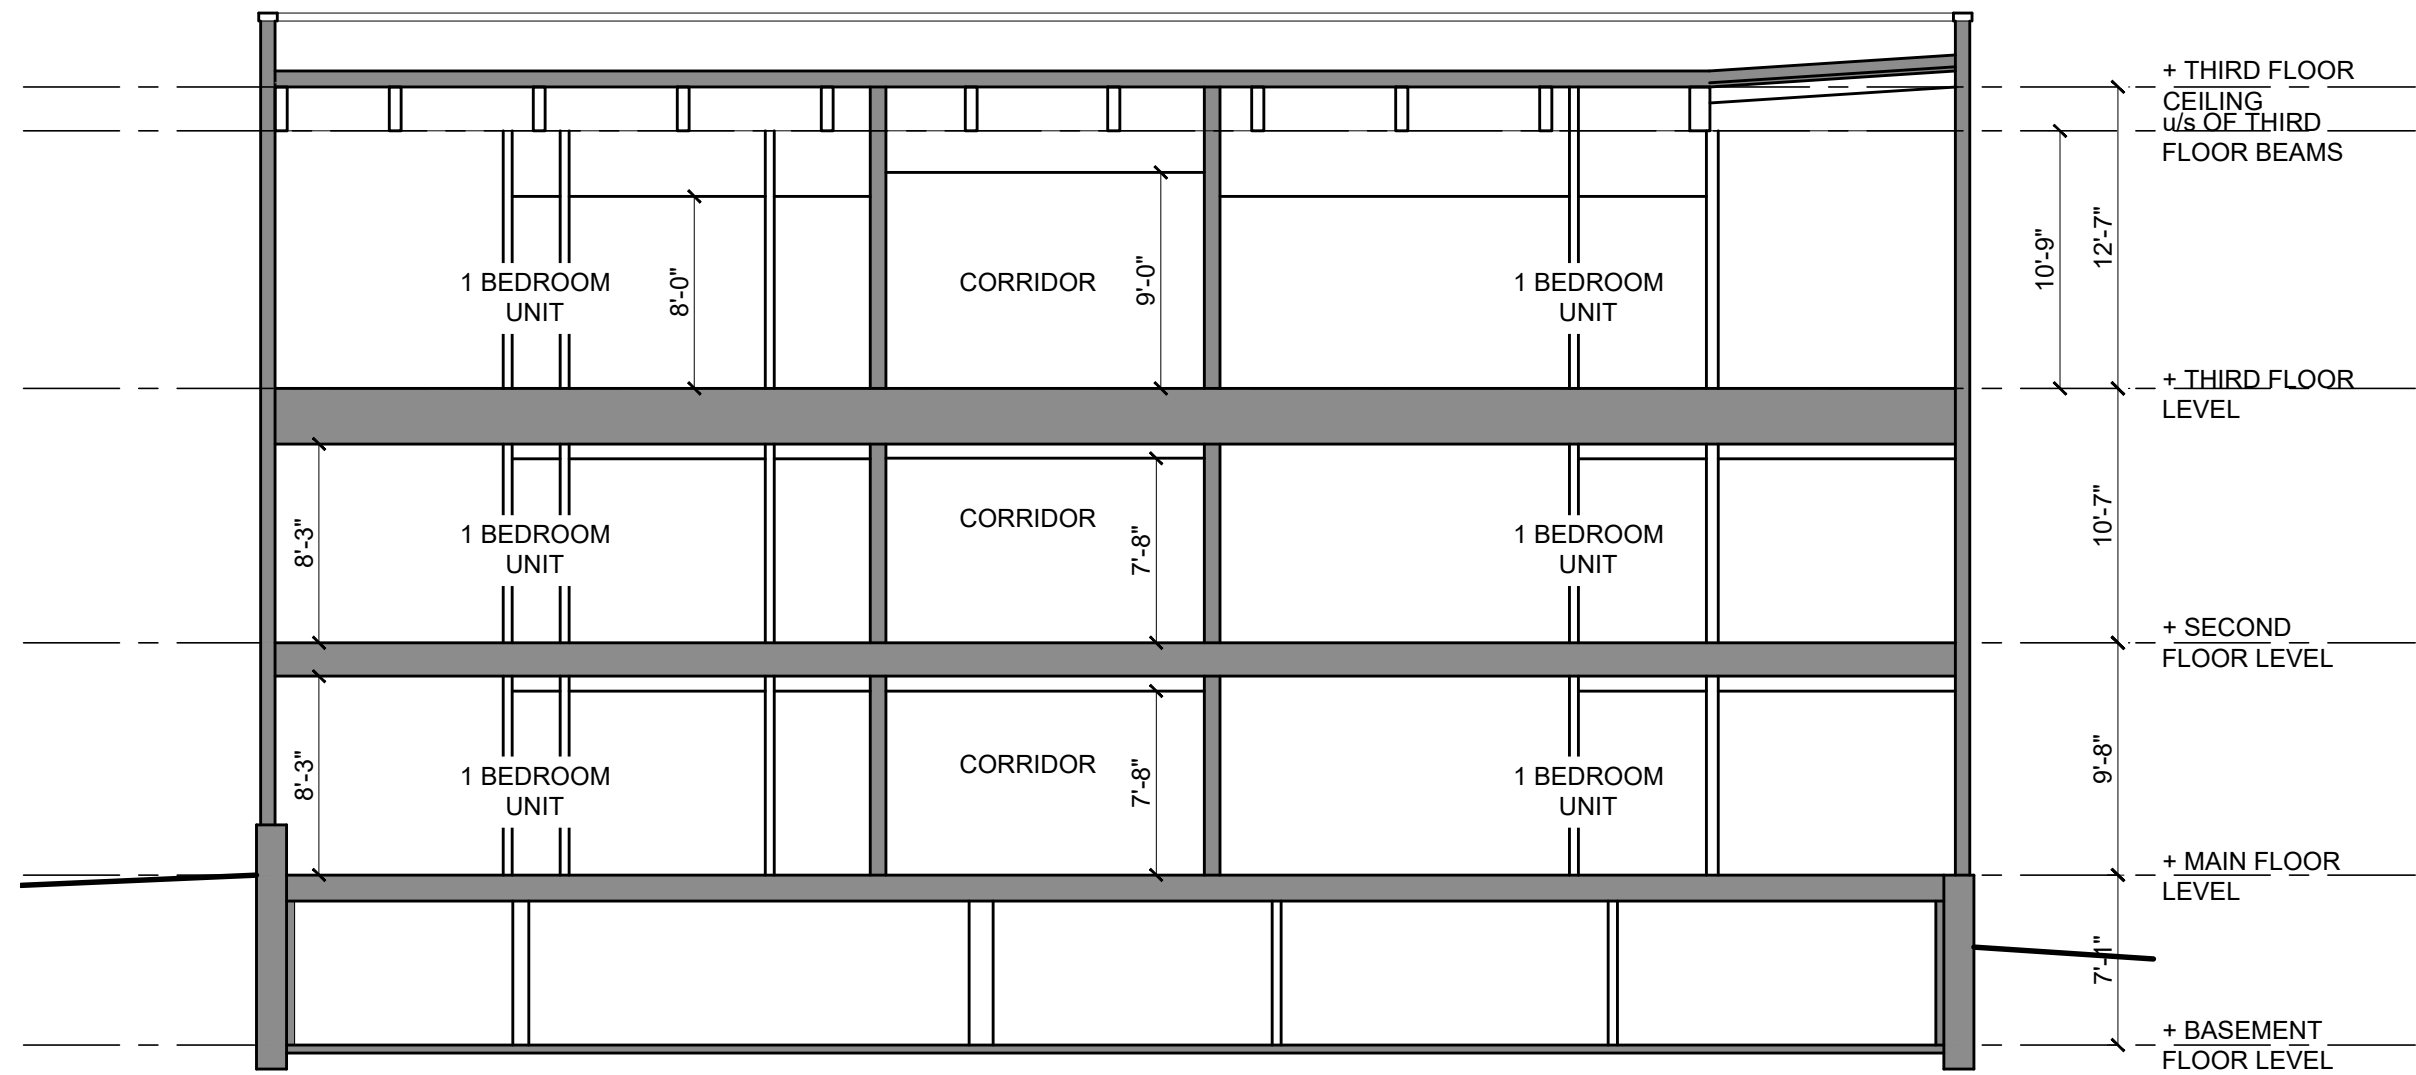 + THIRD FLOOR
CEILING
u/s OF THIRD
FLOOR BEAMS
12'-7"
10'-9"
1 BEDROOM
UNIT
8'-0"
CORRIDOR
9'-0"
1 BEDROOM
UNIT
+ THIRD FLOOR
LEVEL
8'-3"
1 BEDROOM
UNIT
CORRIDOR
7'-8"
1 BEDROOM
UNIT
10'-7"
+ SECOND
FLOOR LEVEL
8'-3"
1 BEDROOM
UNIT
CORRIDOR
7'-8"
1 BEDROOM
UNIT
9'-8"
+ MAIN FLOOR
LEVEL
7'-1"
+ BASEMENT
FLOOR LEVEL